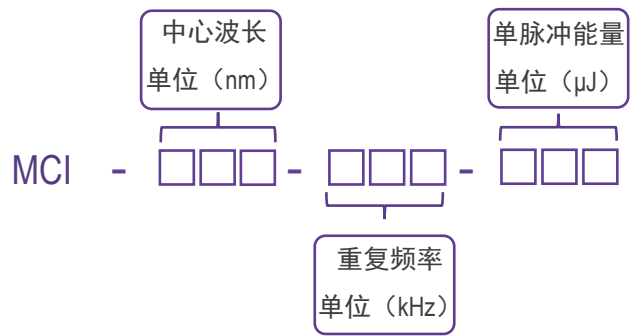 中心波长
单位（nm）
单脉冲能量
单位（μJ）
MCI - □□□ - □□□ - □□□
重复频率
单位（kHz）